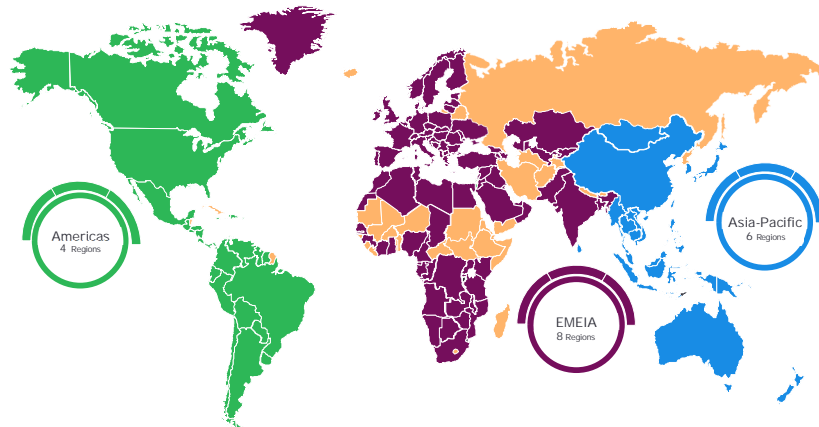 Americas
4 Regions
Asia-Pacific
6 Regions
EMEIA
8 Regions